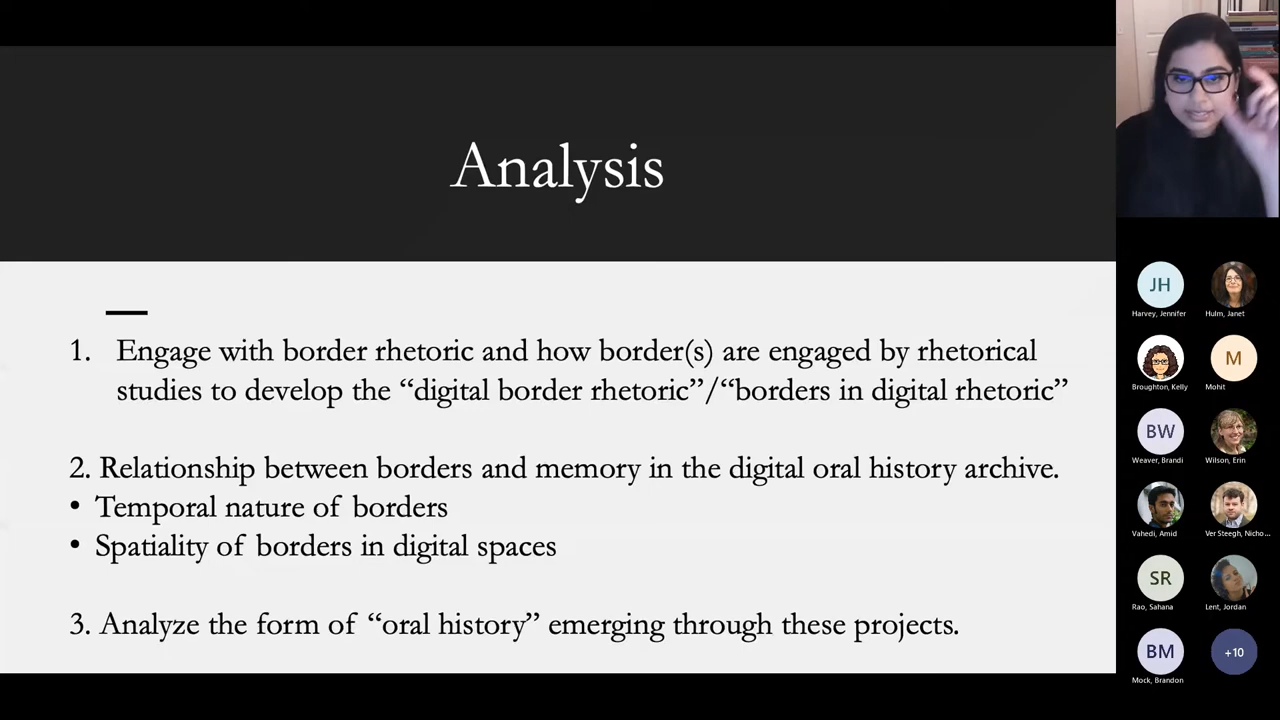 Analysis
1. Engage with border rhetoric and how border(s) are engaged by rhetorical
studies to develop the “digital border rhetoric”/“borders in digital rhetoric”
2. Relationship between borders and memory in the digital oral history archive.
• Temporal nature of borders
• Spatiality of borders in digital spaces
3. Analyze the form of “oral history” emerging through these projects.
JH
Harvey, Jennifer
Hulm, Janet
Broughton, Kelly
M
Mohit
BW
Weaver, Brandi
Wilson, Erin
Vahedi, Amid
Ver Steegh, Nicho...
SR
Rao, Sahana
Lent, Jordan
BM
Mock, Brandon
+10